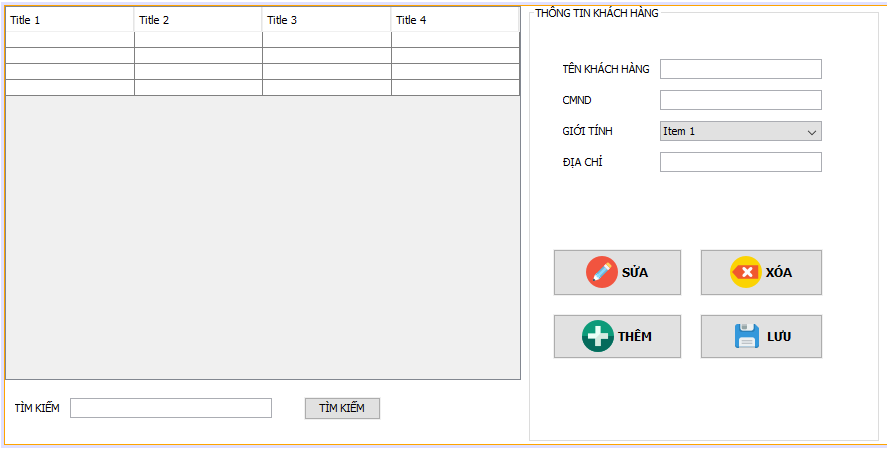 Title 1 Title 2 Title 3 Title 4
THÔNG TIN KHÁCH HÀNG
TÊN KHÁCH HÀNG
CMND
GIỚI TÍNH Item 1
ĐỊA CHỈ
SỬA XÓA
THÊM LƯU
TÌM KIẾM TÌM KIẾM